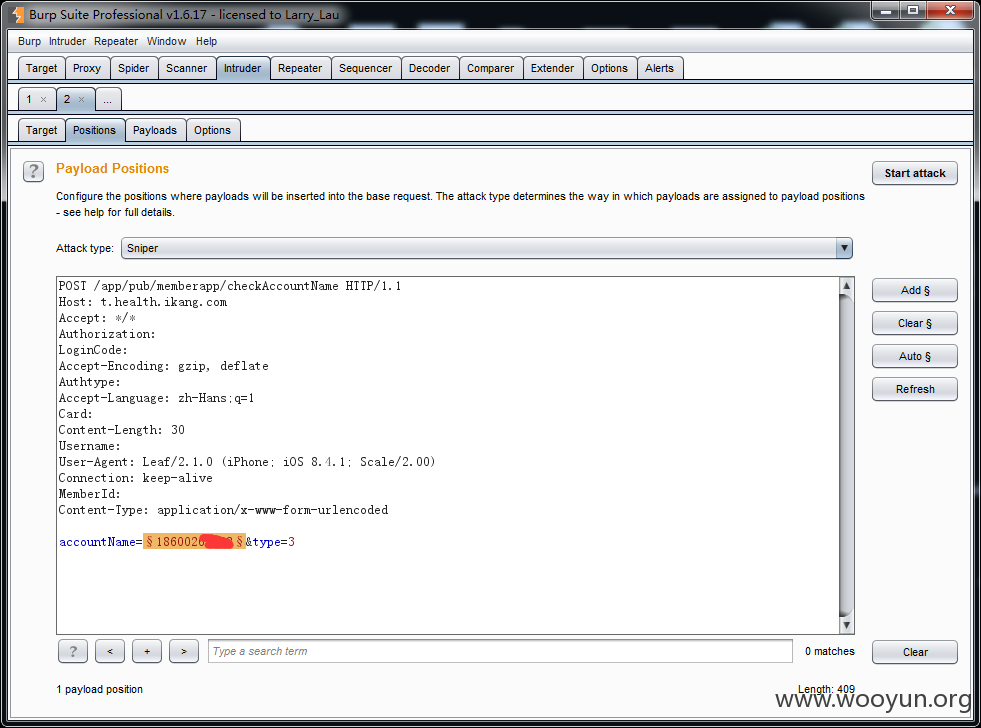 Burp Suite Professional v1.6.17 - licensed to Larry_Lau
Burp Intruder Repeater Window Help
Target Proxy Spider Scanner Intruder Repeater Sequencer Decoder Comparer Extender Options Alerts
1 × 2 × ...
Target Positions Payloads Options
? Payload Positions Start attack
Configure the positions where payloads will be inserted into the base request. The attack type determines the way in which payloads are assigned to payload positions
- see help for full details.
Attack type: Sniper
POST /app/pub/memberapp/checkAccountName HTTP/1.1
Host: t.health.ikang.com
Accept: */*
Authorization:
LoginCode:
Accept-Encoding: gzip, deflate
Authtype:
Accept-Language: zh-Hans;q=1
Card:
Content-Length: 30
Username:
User-Agent: Leaf/2.1.0 (iPhone; iOS 8.4.1; Scale/2.00)
Connection: keep-alive
MemberId:
Content-Type: application/x-www-form-urlencoded
accountName=§186002 §&type=3
Add §
Clear §
Auto §
Refresh
? < + > Type a search term 0 matches Clear
1 payload position Length: 409
www.wooyun.org